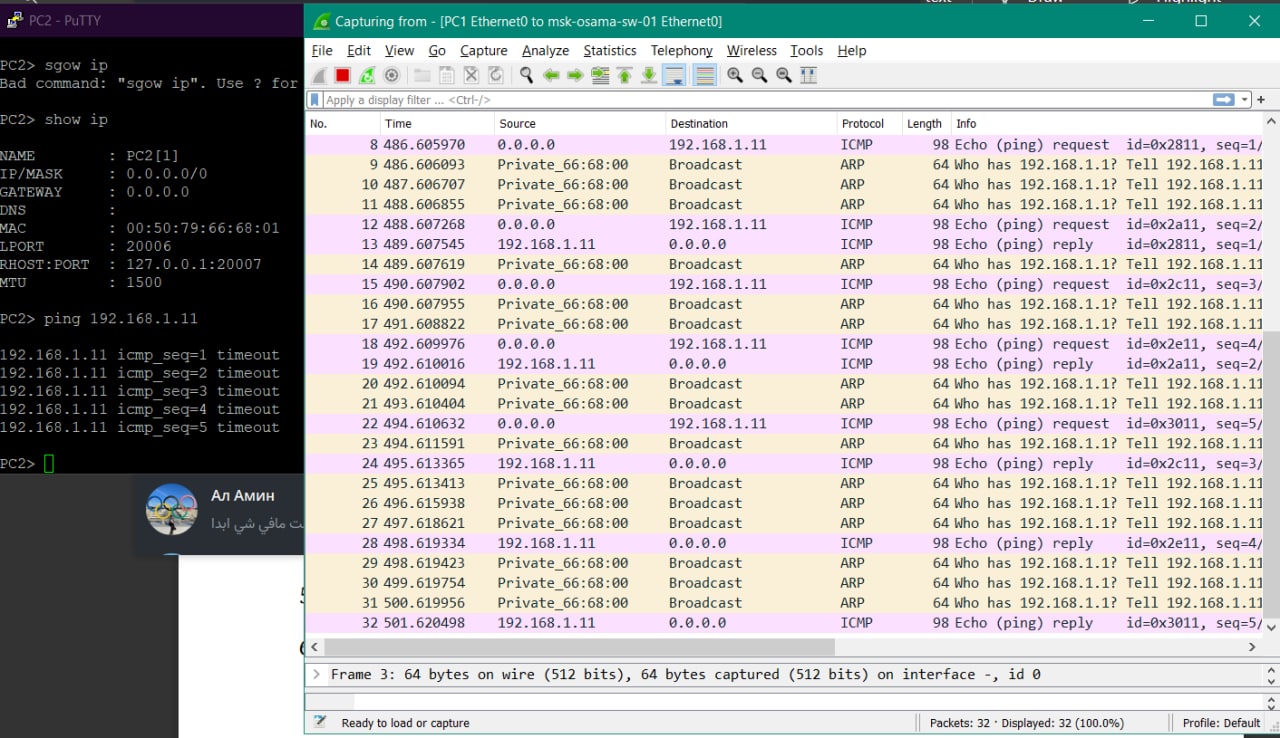 PC2 - PuTTY
PC2> sgow ip
Bad command: "sgow ip". Use ? for
PC2> show ip
NAME : PC2[1]
IP/MASK : 0.0.0.0/0
GATEWAY : 0.0.0.0
DNS :
MAC : 00:50:79:66:68:01
LPORT : 20006
RHOST:PORT : 127.0.0.1:20007
MTU : 1500
PC2> ping 192.168.1.11
192.168.1.11 icmp_seq=1 timeout
192.168.1.11 icmp_seq=2 timeout
192.168.1.11 icmp_seq=3 timeout
192.168.1.11 icmp_seq=4 timeout
192.168.1.11 icmp_seq=5 timeout
PC2>
Ал Амин
مافي شي ابدا
Capturing from - [PC1 Ethernet0 to msk-osama-sw-01 Ethernet0]
File Edit View Go Capture Analyze Statistics Telephony Wireless Tools Help
Apply a display filter ... <Ctrl-/>
No. Time Source Destination Protocol Length Info
8 486.605970 0.0.0.0 192.168.1.11 ICMP 98 Echo (ping) request id=0x2811, seq=1/
9 486.606093 Private_66:68:00 Broadcast ARP 64 Who has 192.168.1.1? Tell 192.168.1.11
10 487.606707 Private_66:68:00 Broadcast ARP 64 Who has 192.168.1.1? Tell 192.168.1.11
11 488.606855 Private_66:68:00 Broadcast ARP 64 Who has 192.168.1.1? Tell 192.168.1.11
12 488.607268 0.0.0.0 192.168.1.11 ICMP 98 Echo (ping) request id=0x2a11, seq=2/
13 489.607545 192.168.1.11 0.0.0.0 ICMP 98 Echo (ping) reply id=0x2811, seq=1/
14 489.607619 Private_66:68:00 Broadcast ARP 64 Who has 192.168.1.1? Tell 192.168.1.11
15 490.607902 0.0.0.0 192.168.1.11 ICMP 98 Echo (ping) request id=0x2c11, seq=3/
16 490.607955 Private_66:68:00 Broadcast ARP 64 Who has 192.168.1.1? Tell 192.168.1.11
17 491.608822 Private_66:68:00 Broadcast ARP 64 Who has 192.168.1.1? Tell 192.168.1.11
18 492.609976 0.0.0.0 192.168.1.11 ICMP 98 Echo (ping) request id=0x2e11, seq=4/
19 492.610016 192.168.1.11 0.0.0.0 ICMP 98 Echo (ping) reply id=0x2a11, seq=2/
20 492.610094 Private_66:68:00 Broadcast ARP 64 Who has 192.168.1.1? Tell 192.168.1.11
21 493.610404 Private_66:68:00 Broadcast ARP 64 Who has 192.168.1.1? Tell 192.168.1.11
22 494.610632 0.0.0.0 192.168.1.11 ICMP 98 Echo (ping) request id=0x3011, seq=5/
23 494.611591 Private_66:68:00 Broadcast ARP 64 Who has 192.168.1.1? Tell 192.168.1.11
24 495.613365 192.168.1.11 0.0.0.0 ICMP 98 Echo (ping) reply id=0x2c11, seq=3/
25 495.613413 Private_66:68:00 Broadcast ARP 64 Who has 192.168.1.1? Tell 192.168.1.11
26 496.615938 Private_66:68:00 Broadcast ARP 64 Who has 192.168.1.1? Tell 192.168.1.11
27 497.618621 Private_66:68:00 Broadcast ARP 64 Who has 192.168.1.1? Tell 192.168.1.11
28 498.619334 192.168.1.11 0.0.0.0 ICMP 98 Echo (ping) reply id=0x2e11, seq=4/
29 498.619423 Private_66:68:00 Broadcast ARP 64 Who has 192.168.1.1? Tell 192.168.1.11
30 499.619754 Private_66:68:00 Broadcast ARP 64 Who has 192.168.1.1? Tell 192.168.1.11
31 500.619956 Private_66:68:00 Broadcast ARP 64 Who has 192.168.1.1? Tell 192.168.1.11
32 501.620498 192.168.1.11 0.0.0.0 ICMP 98 Echo (ping) reply id=0x3011, seq=5/
Frame 3: 64 bytes on wire (512 bits), 64 bytes captured (512 bits) on interface -, id 0
Ready to load or capture
Packets: 32 · Displayed: 32 (100.0%)
Profile: Default